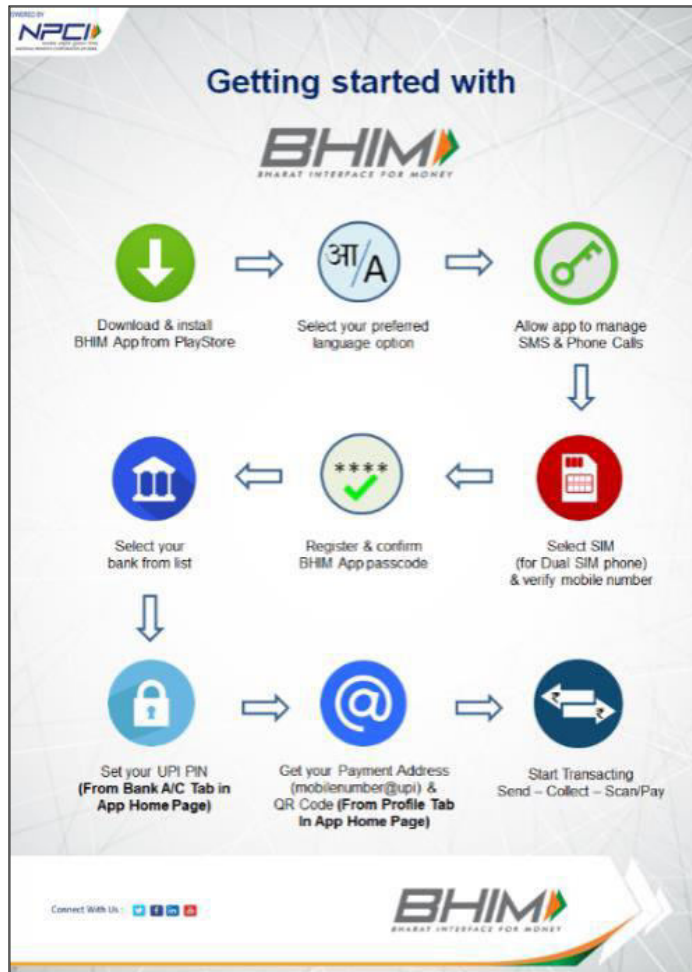 POWERED BY
NPCI
Getting started with
BHIM
BHARAT INTERFACE FOR MONEY
आ/A
Download & install
BHIM App from PlayStore
Select your preferred
language option
Allow app to manage
SMS & Phone Calls
****
Select your
bank from list
Register & confirm
BHIM App passcode
Select SIM
(for Dual SIM phone)
& verify mobile number
@
₹ ₹
Set your UPI PIN
(From Bank A/C Tab in
App Home Page)
Get your Payment Address
(mobilenumber@upi) &
QR Code (From Profile Tab
In App Home Page)
Start Transacting
Send – Collect – Scan/Pay
Connect With Us :
BHIM
BHARAT INTERFACE FOR MONEY